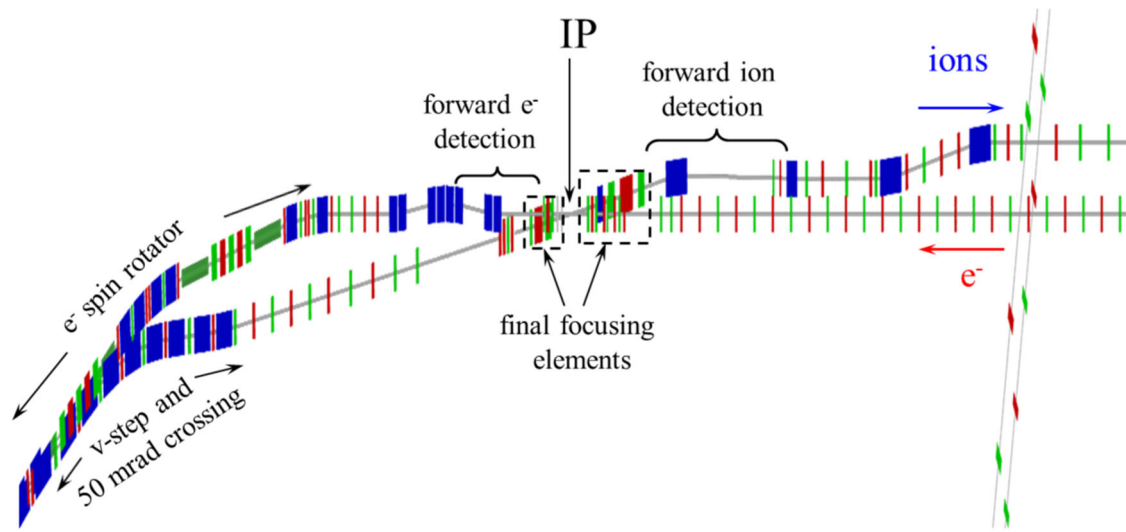 IP
forward ion
detection
ions
forward e⁻
detection
e⁻ spin rotator
e⁻
final focusing
elements
v-step and
50 mrad crossing